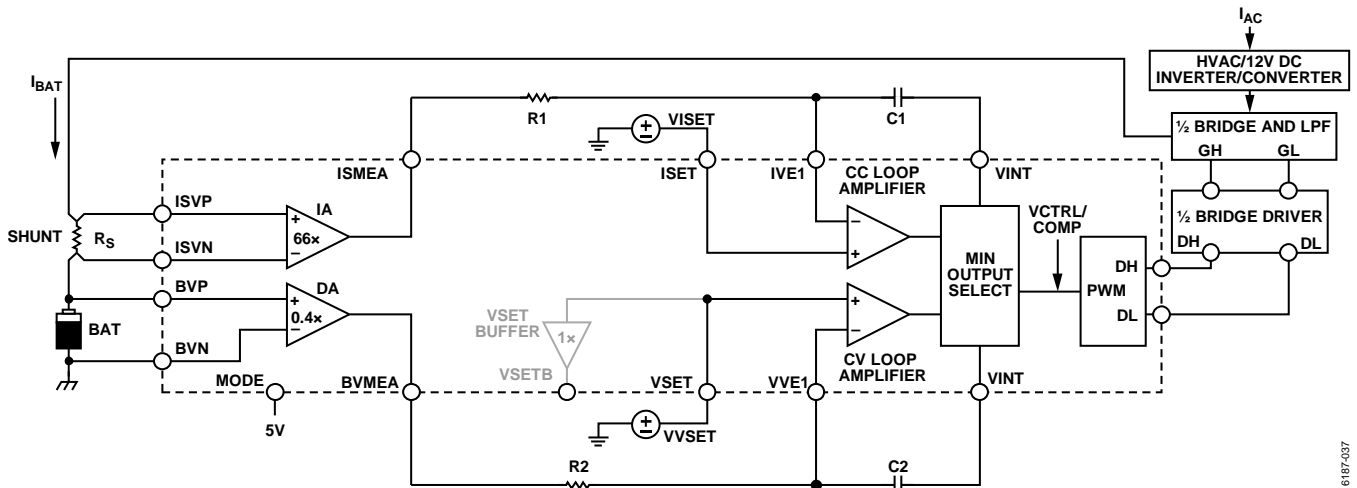 I_AC
HVAC/12V DC
INVERTER/CONVERTER
I_BAT
½ BRIDGE AND LPF
GH GL
R1
C1
VISET
ISMEA
ISET
IVE1
VINT
CC LOOP
AMPLIFIER
½ BRIDGE DRIVER
DH DL
VCTRL/
COMP
ISVP
IA
66×
+
−
SHUNT
R_S
ISVN
−
+
MIN
OUTPUT
SELECT
DH
PWM
DL
BVP
DA
0.4×
+
−
BAT
BVN
VSET
BUFFER
1×
VSETB
+
−
CV LOOP
AMPLIFIER
MODE
BVMEA
VSET
VVE1
VINT
5V
±
±
VVSET
R2
C2
6187-037